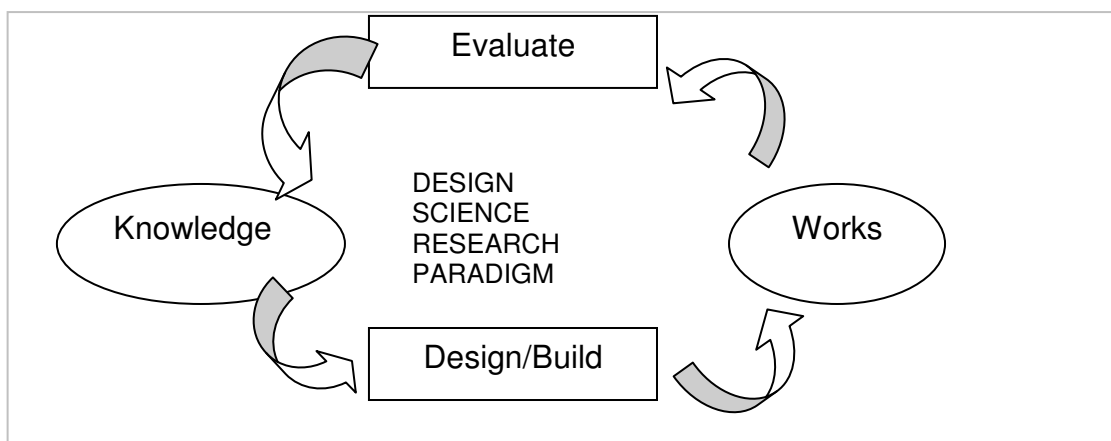 Evaluate
DESIGN
SCIENCE
RESEARCH
PARADIGM
Knowledge
Works
Design/Build